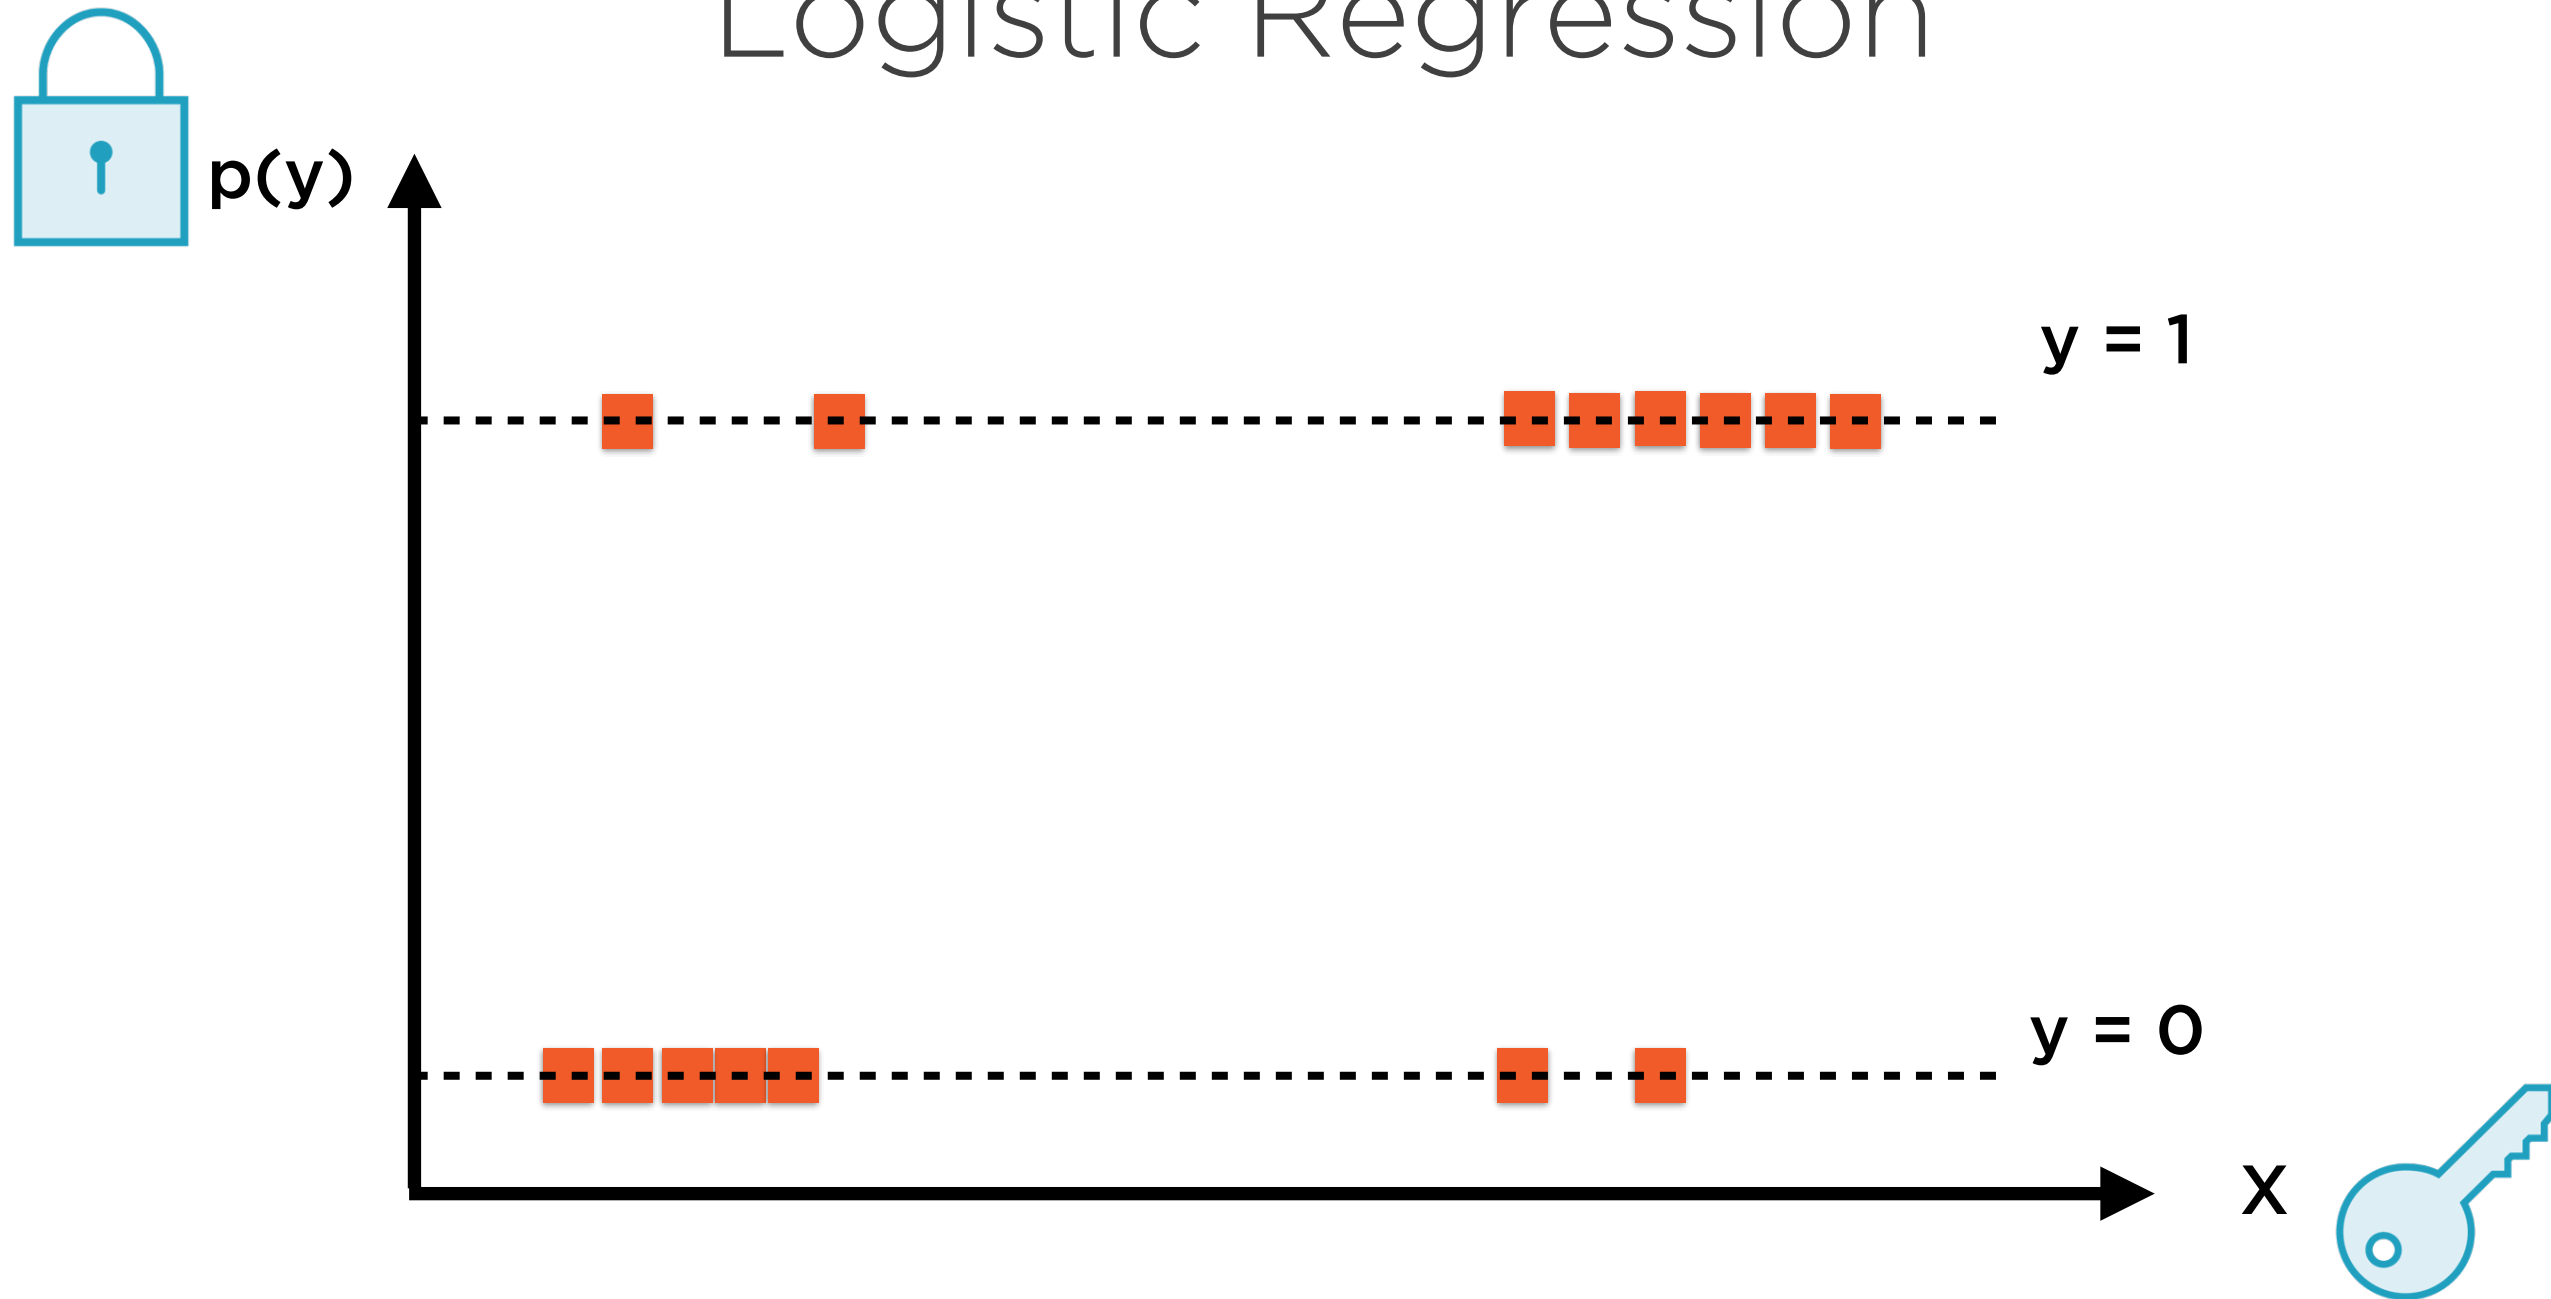 Logistic Regression
p(y)
y = 1
y = 0
X